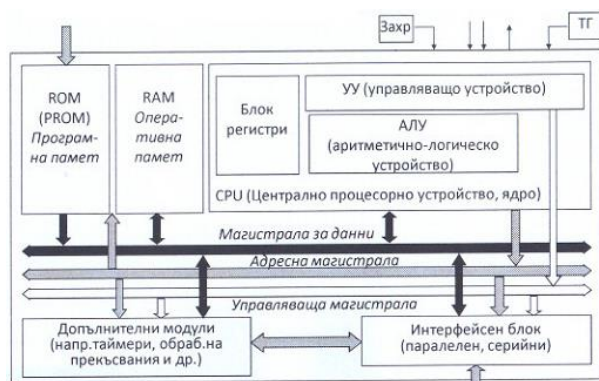 Захр
ТГ
ROM
(PROM)
Програм-
на памет
RAM
Опера-
тивна
памет
Блок
регистри
УУ (управляващо устройство)
АЛУ
(аритметично-логическо
устройство)
CPU (Централно процесорно устройство, ядро)
Магистрала за данни
Адресна магистрала
Управляваща магистрала
Допълнителни модули
(напр.таймери, обраб.на
прекъсвания и др.)
Интерфейсен блок
(паралелен, серийни)